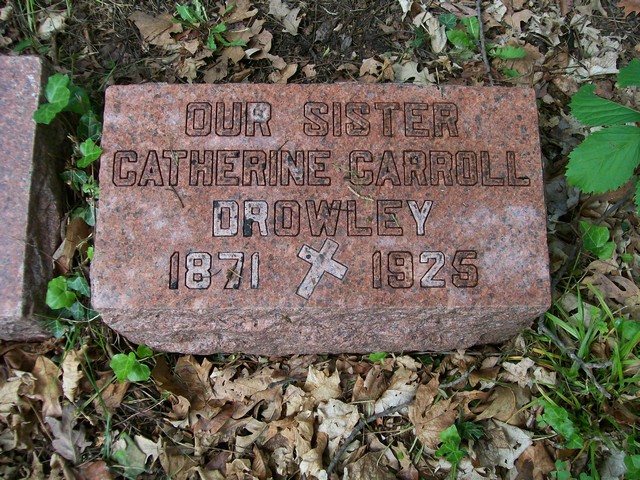 OUR SISTER
CATHERINE CARROLL
DROWLEY
1871 1925